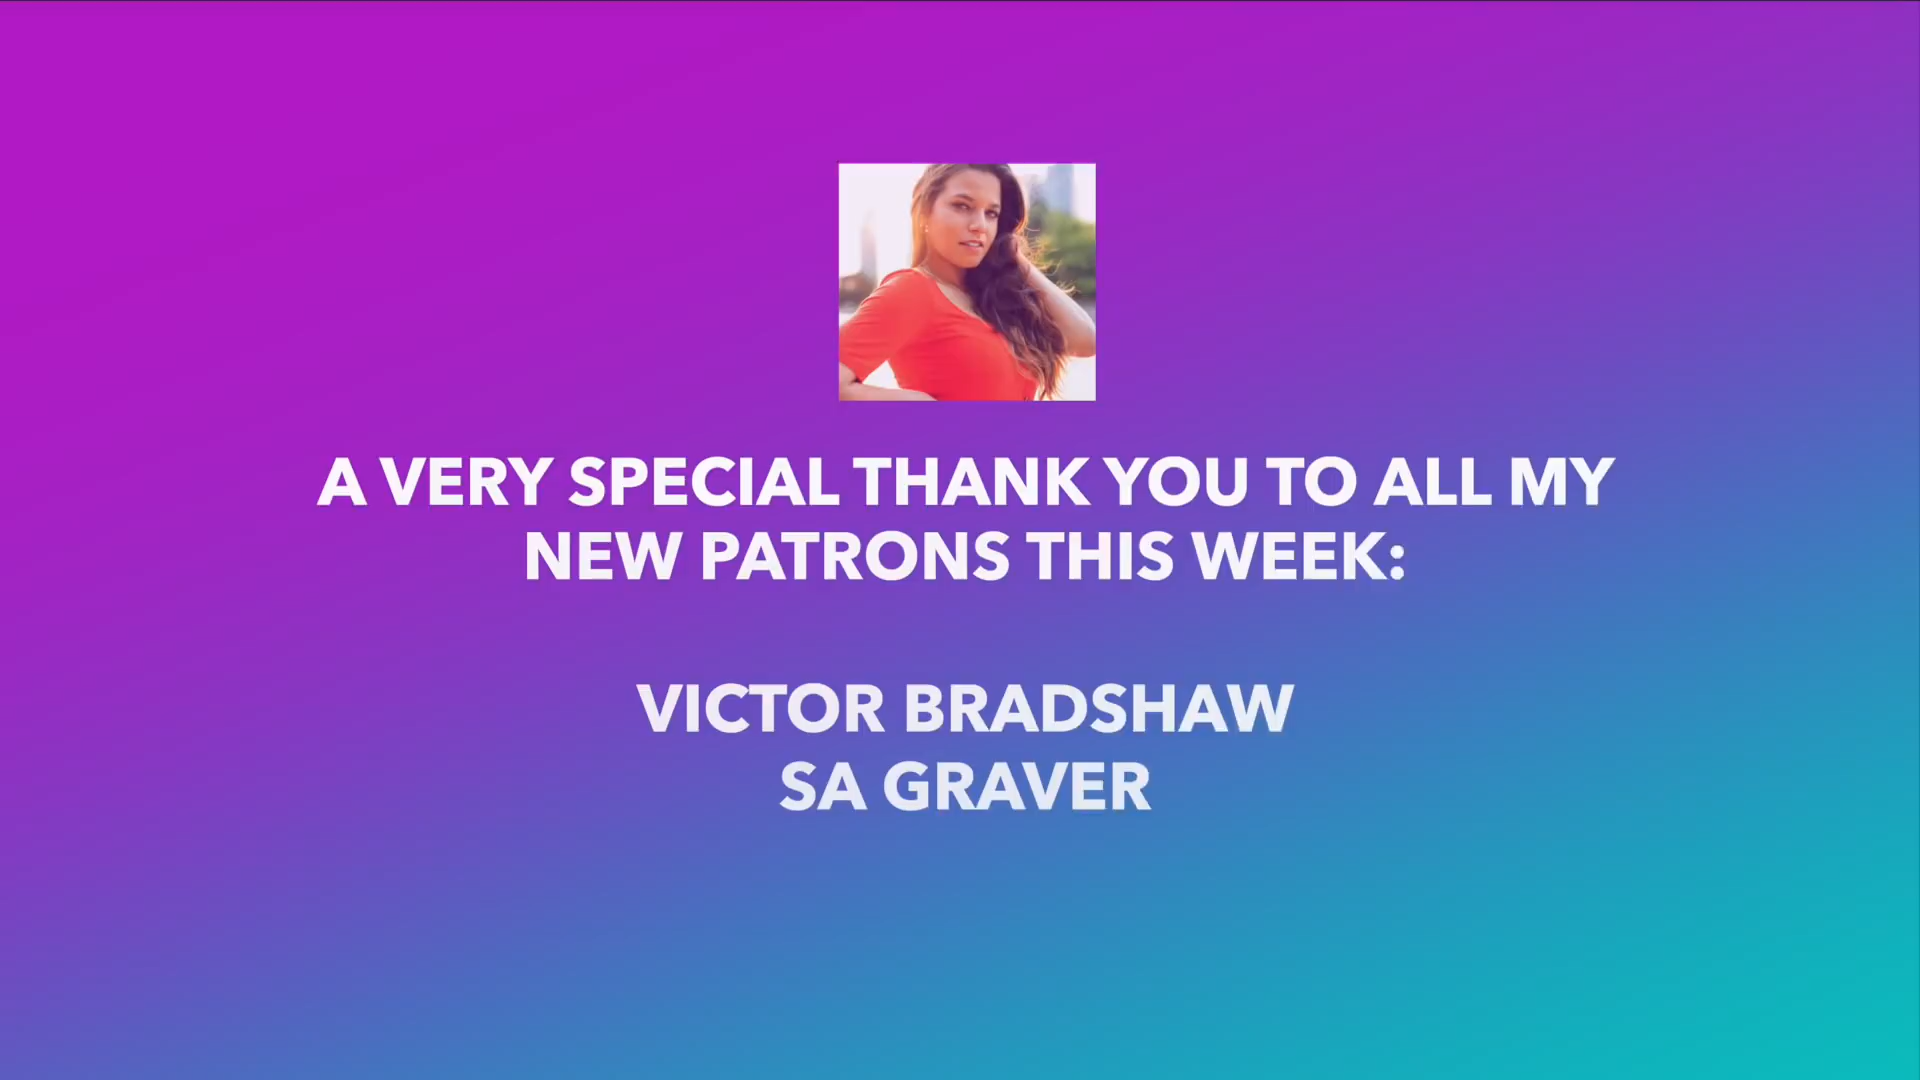 A VERY SPECIAL THANK YOU TO ALL MY
NEW PATRONS THIS WEEK:
VICTOR BRADSHAW
SA GRAVER